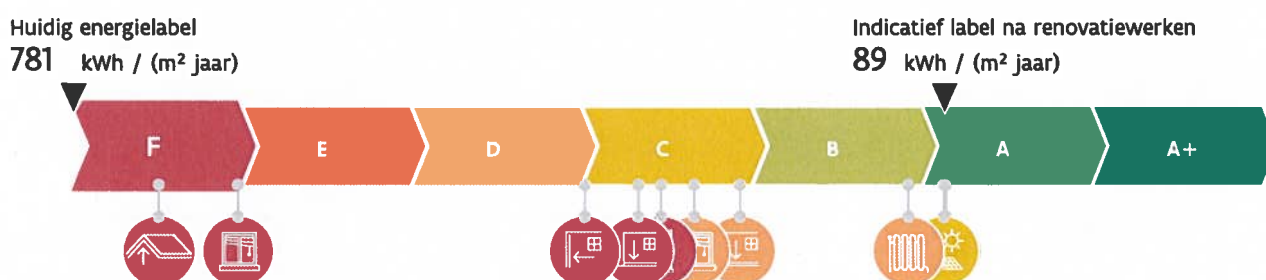 Huidig energielabel
781 kWh / (m² jaar)
Indicatief label na renovatiewerken
89 kWh / (m² jaar)
F E D C B A A+